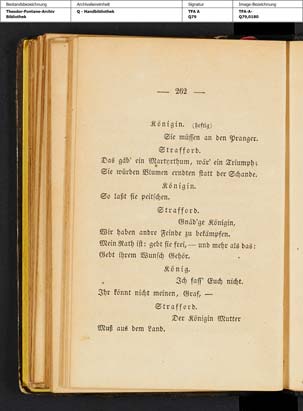 Bestandsbezeichnung Archivalieneinheit Signatur Image-Bezeichnung
Theodor-Fontane-Archiv Q - Handbibliothek TFA A TFA-A-
Bibliothek Q79 Q79,0180
— 262 —
Königin. (heftig)
Sie müssen an den Pranger.
Strafford.
Das gäb' ein Martyrthum, wär' ein Triumph;
Sie würden Blumen erndten statt der Schande.
Königin.
So laßt sie peitschen.
Strafford.
Gnäd'ge Königin,
Wir haben andre Feinde zu bekämpfen.
Mein Rath ist: gebt sie frei, — und mehr als das:
Gebt ihrem Wunsch Gehör.
König.
Ich fass' Euch nicht.
Ihr könnt nicht meinen, Graf, —
Strafford.
Der Königin Mutter
Muß aus dem Land.